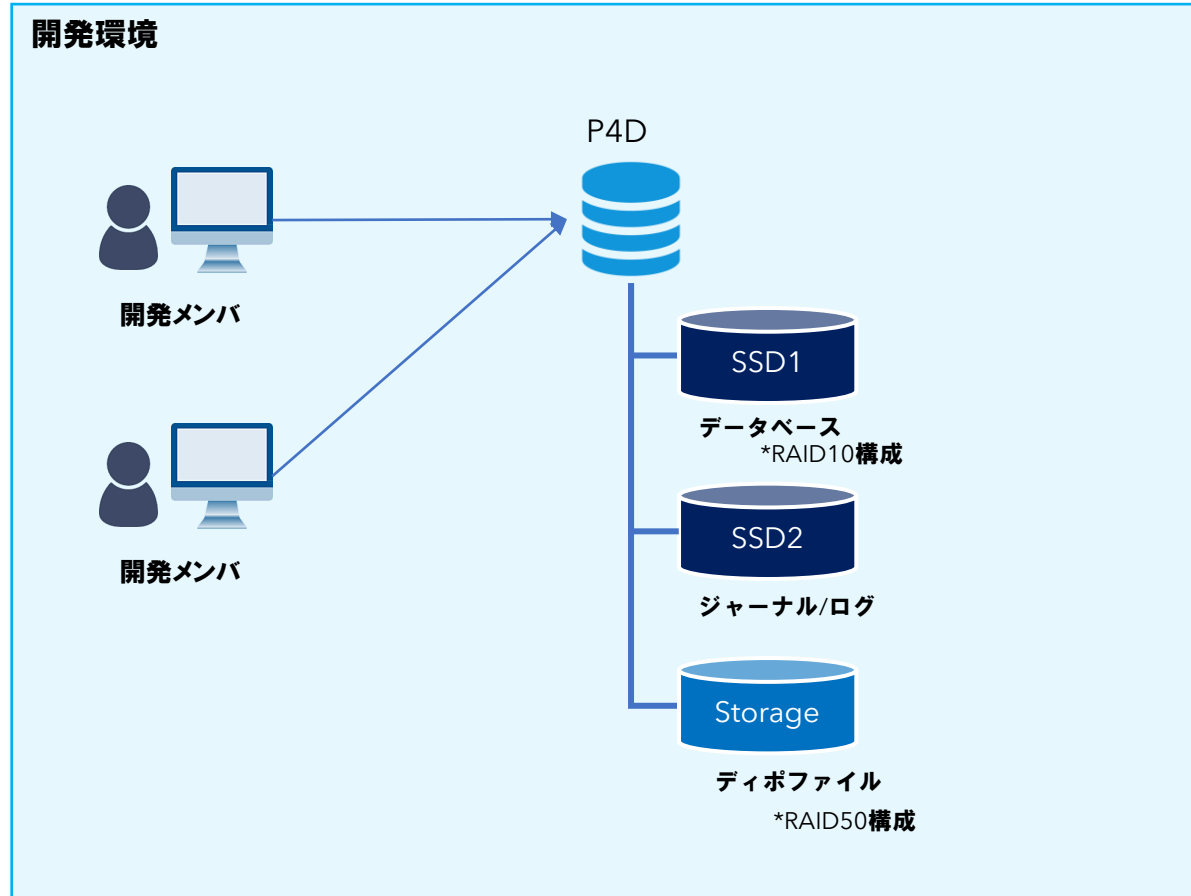 開発環境
P4D
開発メンバ
SSD1
データベース
*RAID10構成
SSD2
開発メンバ
ジャーナル/ログ
Storage
ディポファイル
*RAID50構成